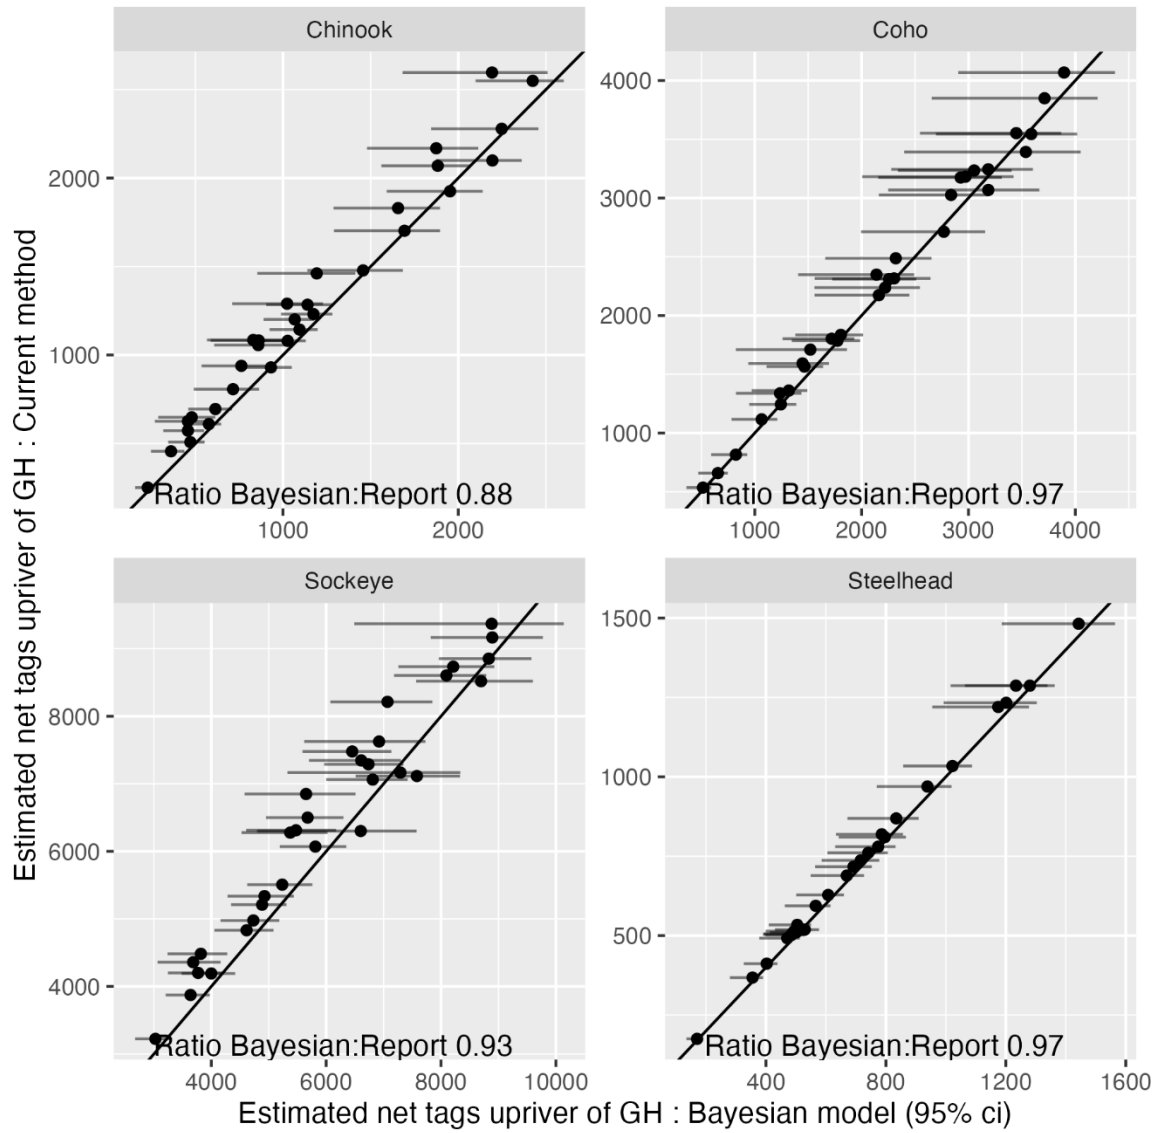 Chinook
Coho
2000
1000
4000
3000
2000
1000
Ratio Bayesian:Report 0.88
Ratio Bayesian:Report 0.97
1000 2000
1000 2000 3000 4000
Sockeye
Steelhead
8000
6000
4000
1500
1000
500
Ratio Bayesian:Report 0.93
Ratio Bayesian:Report 0.97
4000 6000 8000 10000
400 800 1200 1600
Estimated net tags upriver of GH : Current method
Estimated net tags upriver of GH : Bayesian model (95% ci)